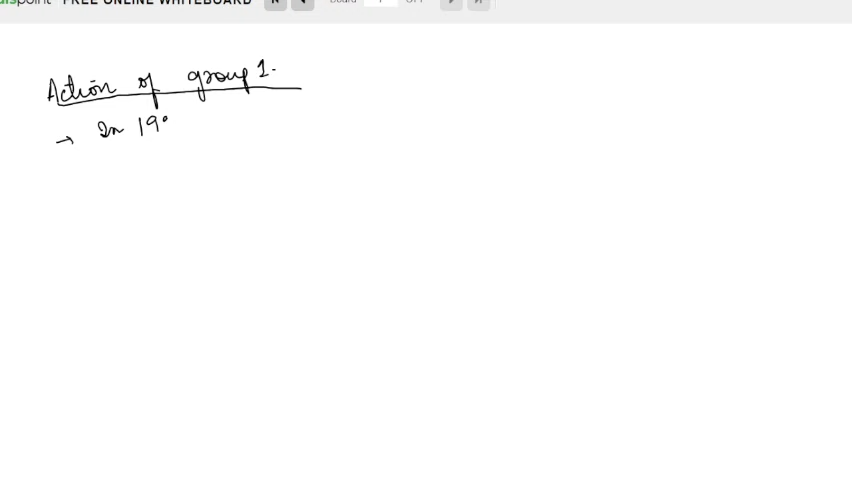 FREE ONLINE WHITEBOARD
Action of group 1.
→ In 19